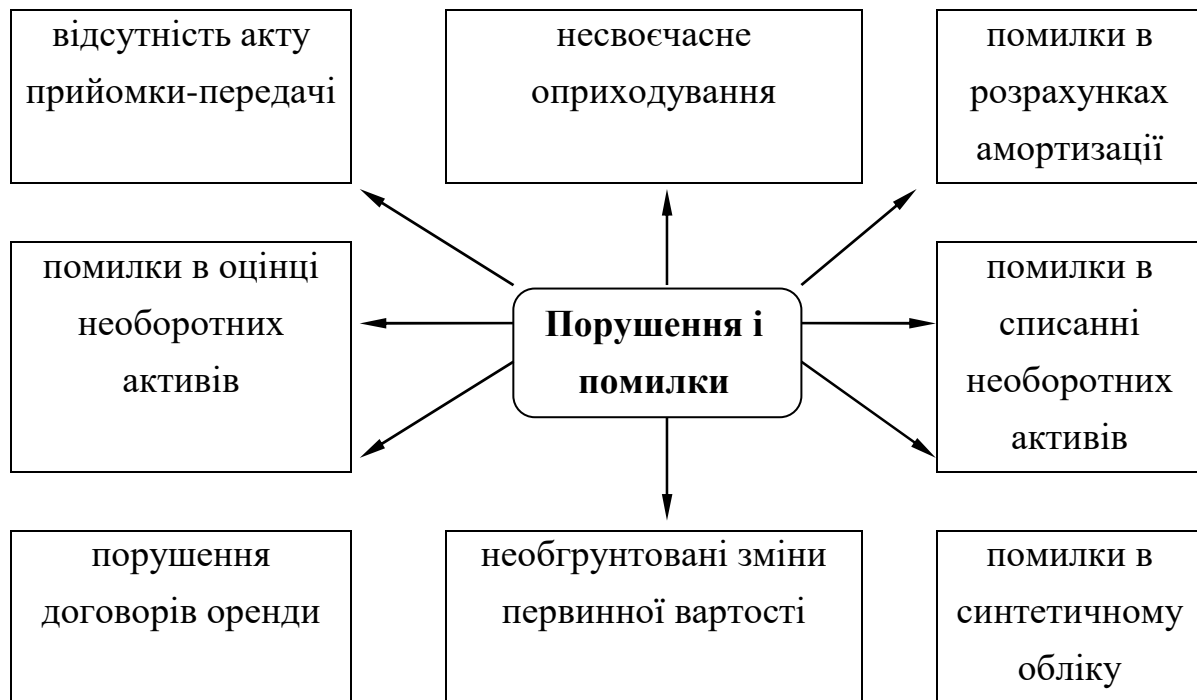 відсутність акту
прийомки-передачі
несвоєчасне
оприходування
помилки в
розрахунках
амортизації
помилки в оцінці
необоротних
активів
Порушення і
помилки
помилки в
списанні
необоротних
активів
порушення
договорів оренди
необгрунтовані зміни
первинної вартості
помилки в
синтетичному
обліку